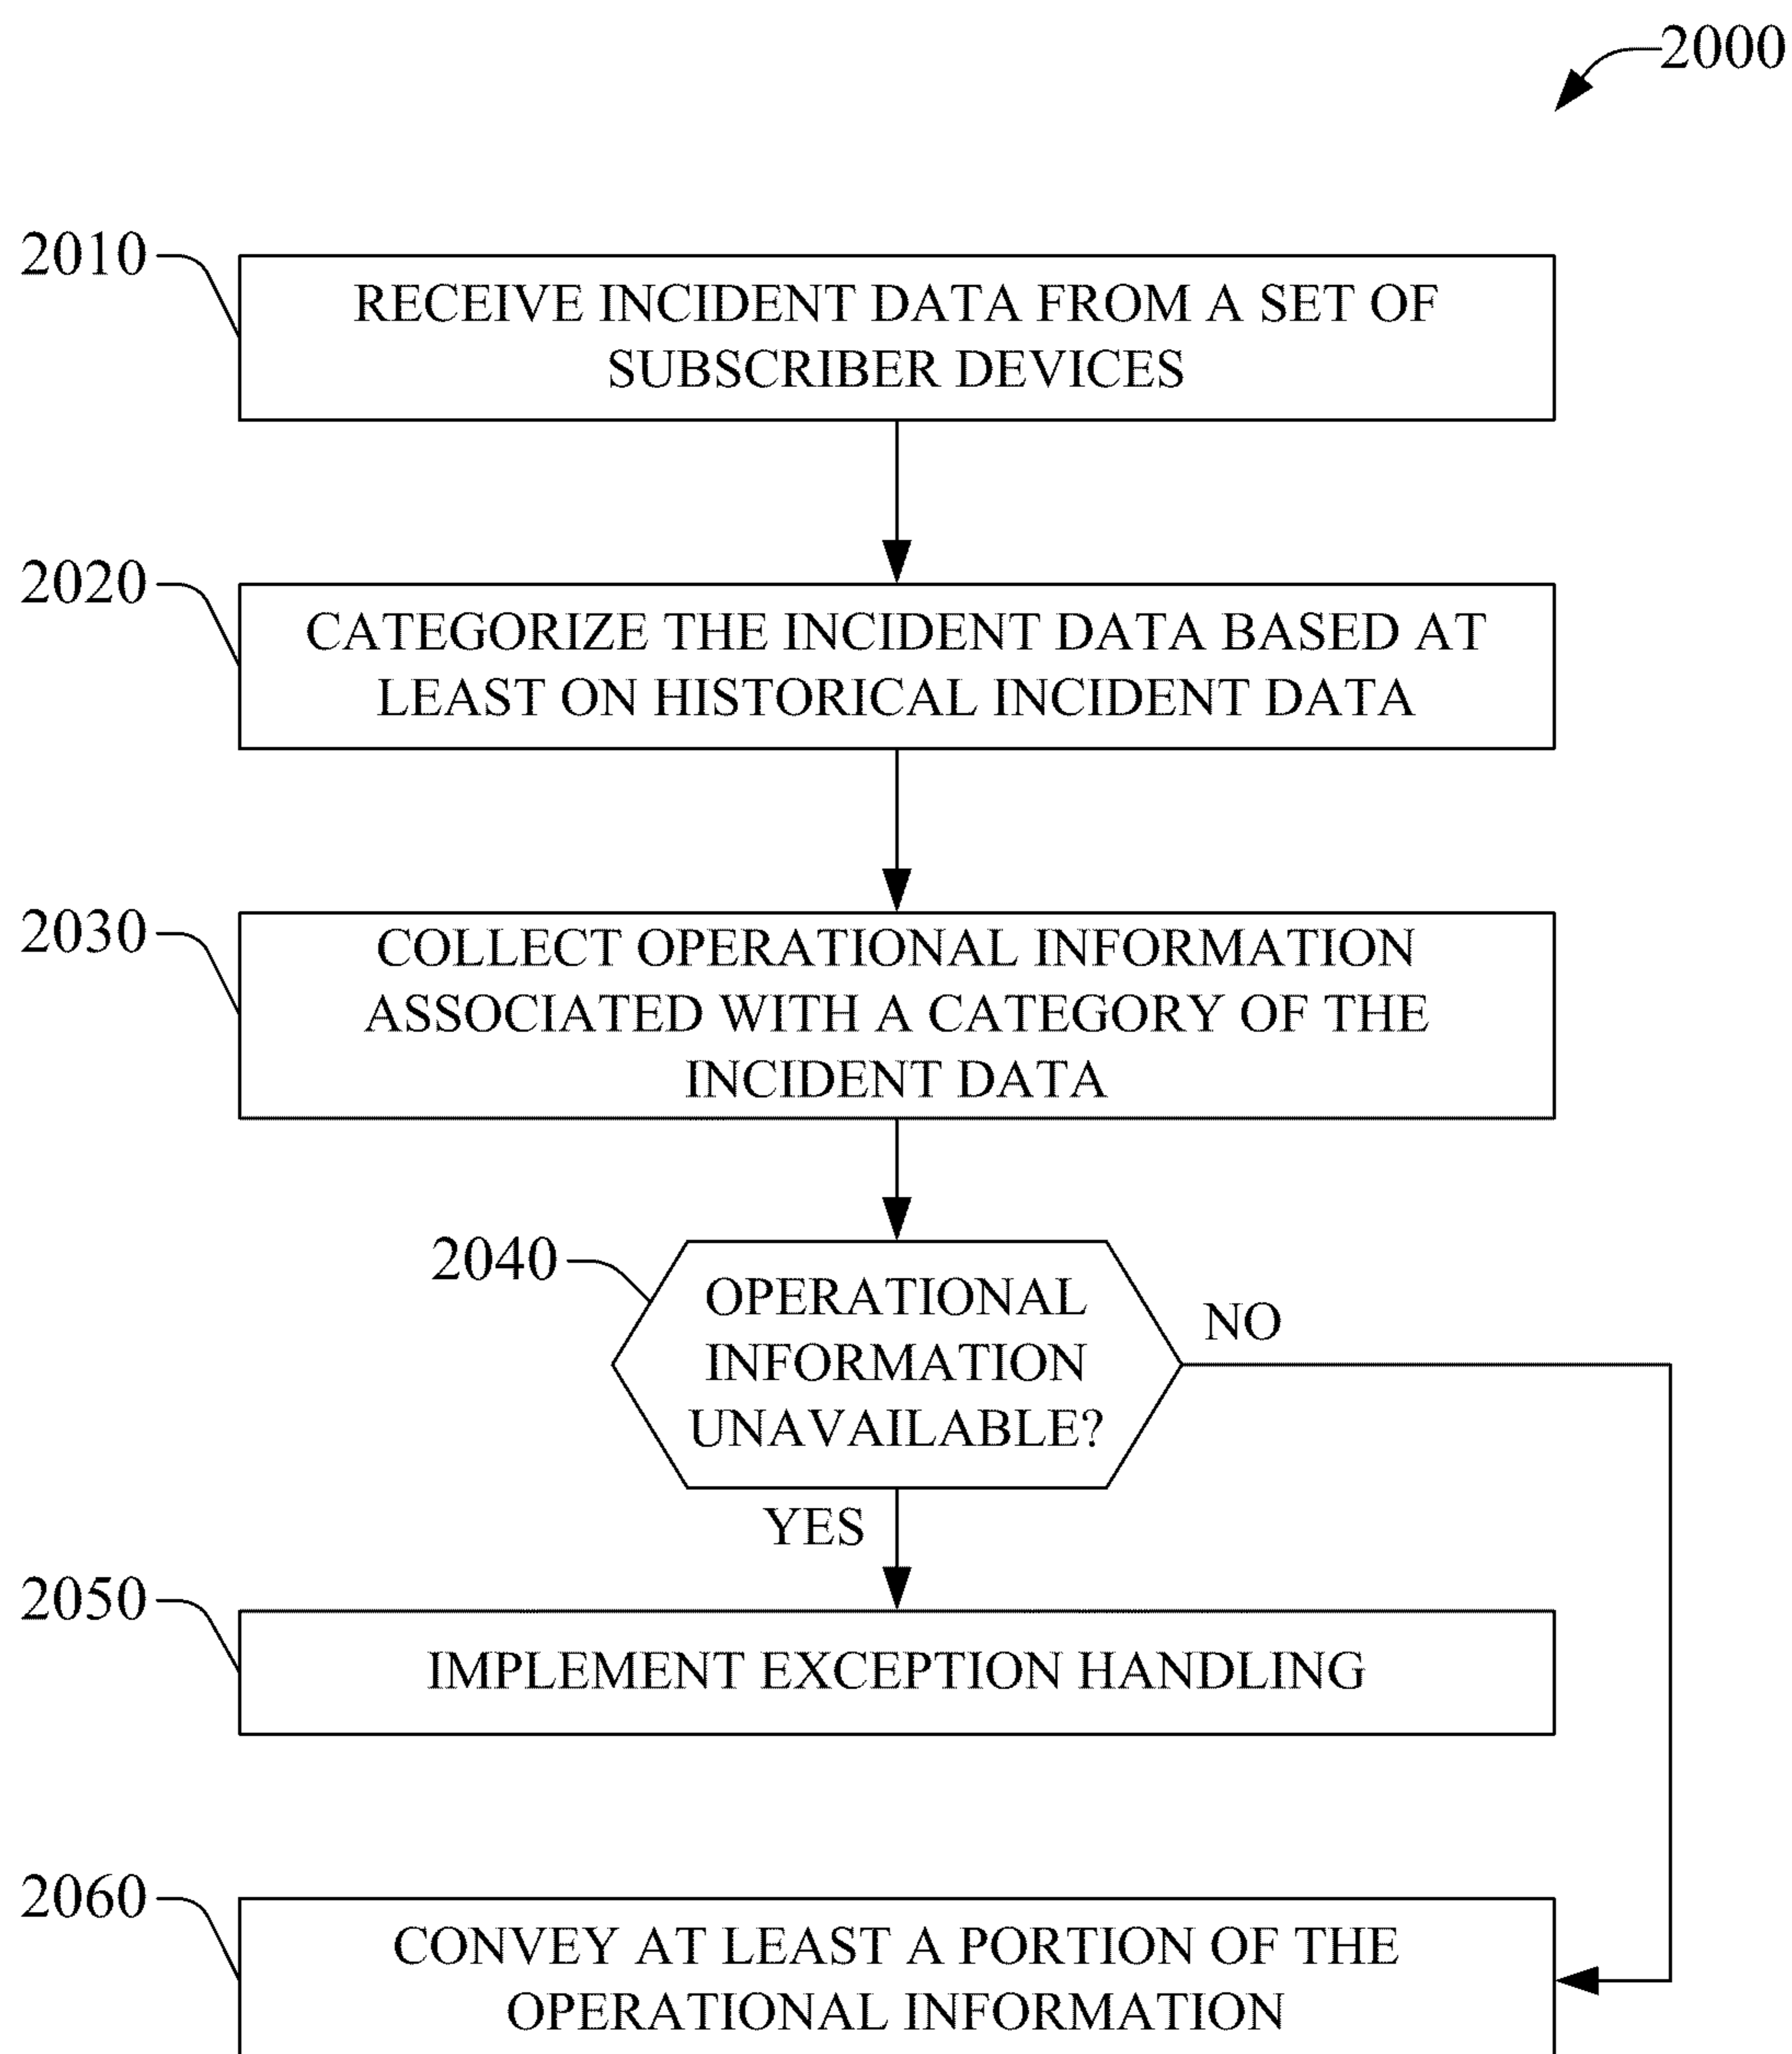 2000
2010
RECEIVE INCIDENT DATA FROM A SET OF
SUBSCRIBER DEVICES
2020
CATEGORIZE THE INCIDENT DATA BASED AT
LEAST ON HISTORICAL INCIDENT DATA
2030
COLLECT OPERATIONAL INFORMATION
ASSOCIATED WITH A CATEGORY OF THE
INCIDENT DATA
2040
OPERATIONAL
INFORMATION
UNAVAILABLE?
NO
YES
2050
IMPLEMENT EXCEPTION HANDLING
2060
CONVEY AT LEAST A PORTION OF THE
OPERATIONAL INFORMATION